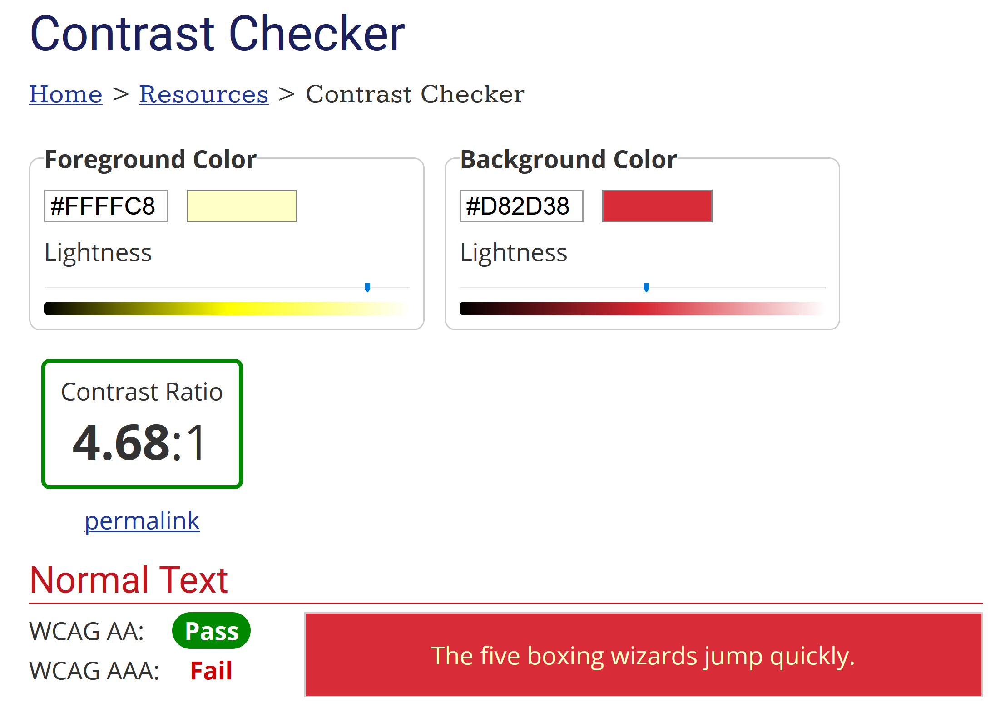 Contrast Checker
Home > Resources > Contrast Checker
Foreground Color
#FFFFC8
Lightness
Background Color
#D82D38
Lightness
Contrast Ratio
4.68:1
permalink
Normal Text
WCAG AA: Pass
WCAG AAA: Fail
The five boxing wizards jump quickly.